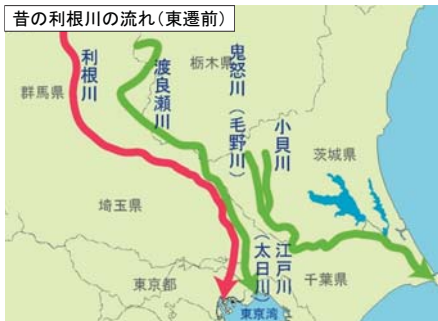 昔の利根川の流れ(東遷前)
利根川
渡良瀬川
栃木県
鬼怒川(毛野川)
小貝川
群馬県
茨城県
埼玉県
江戸川
(太日川)
東京都
千葉県
東京湾